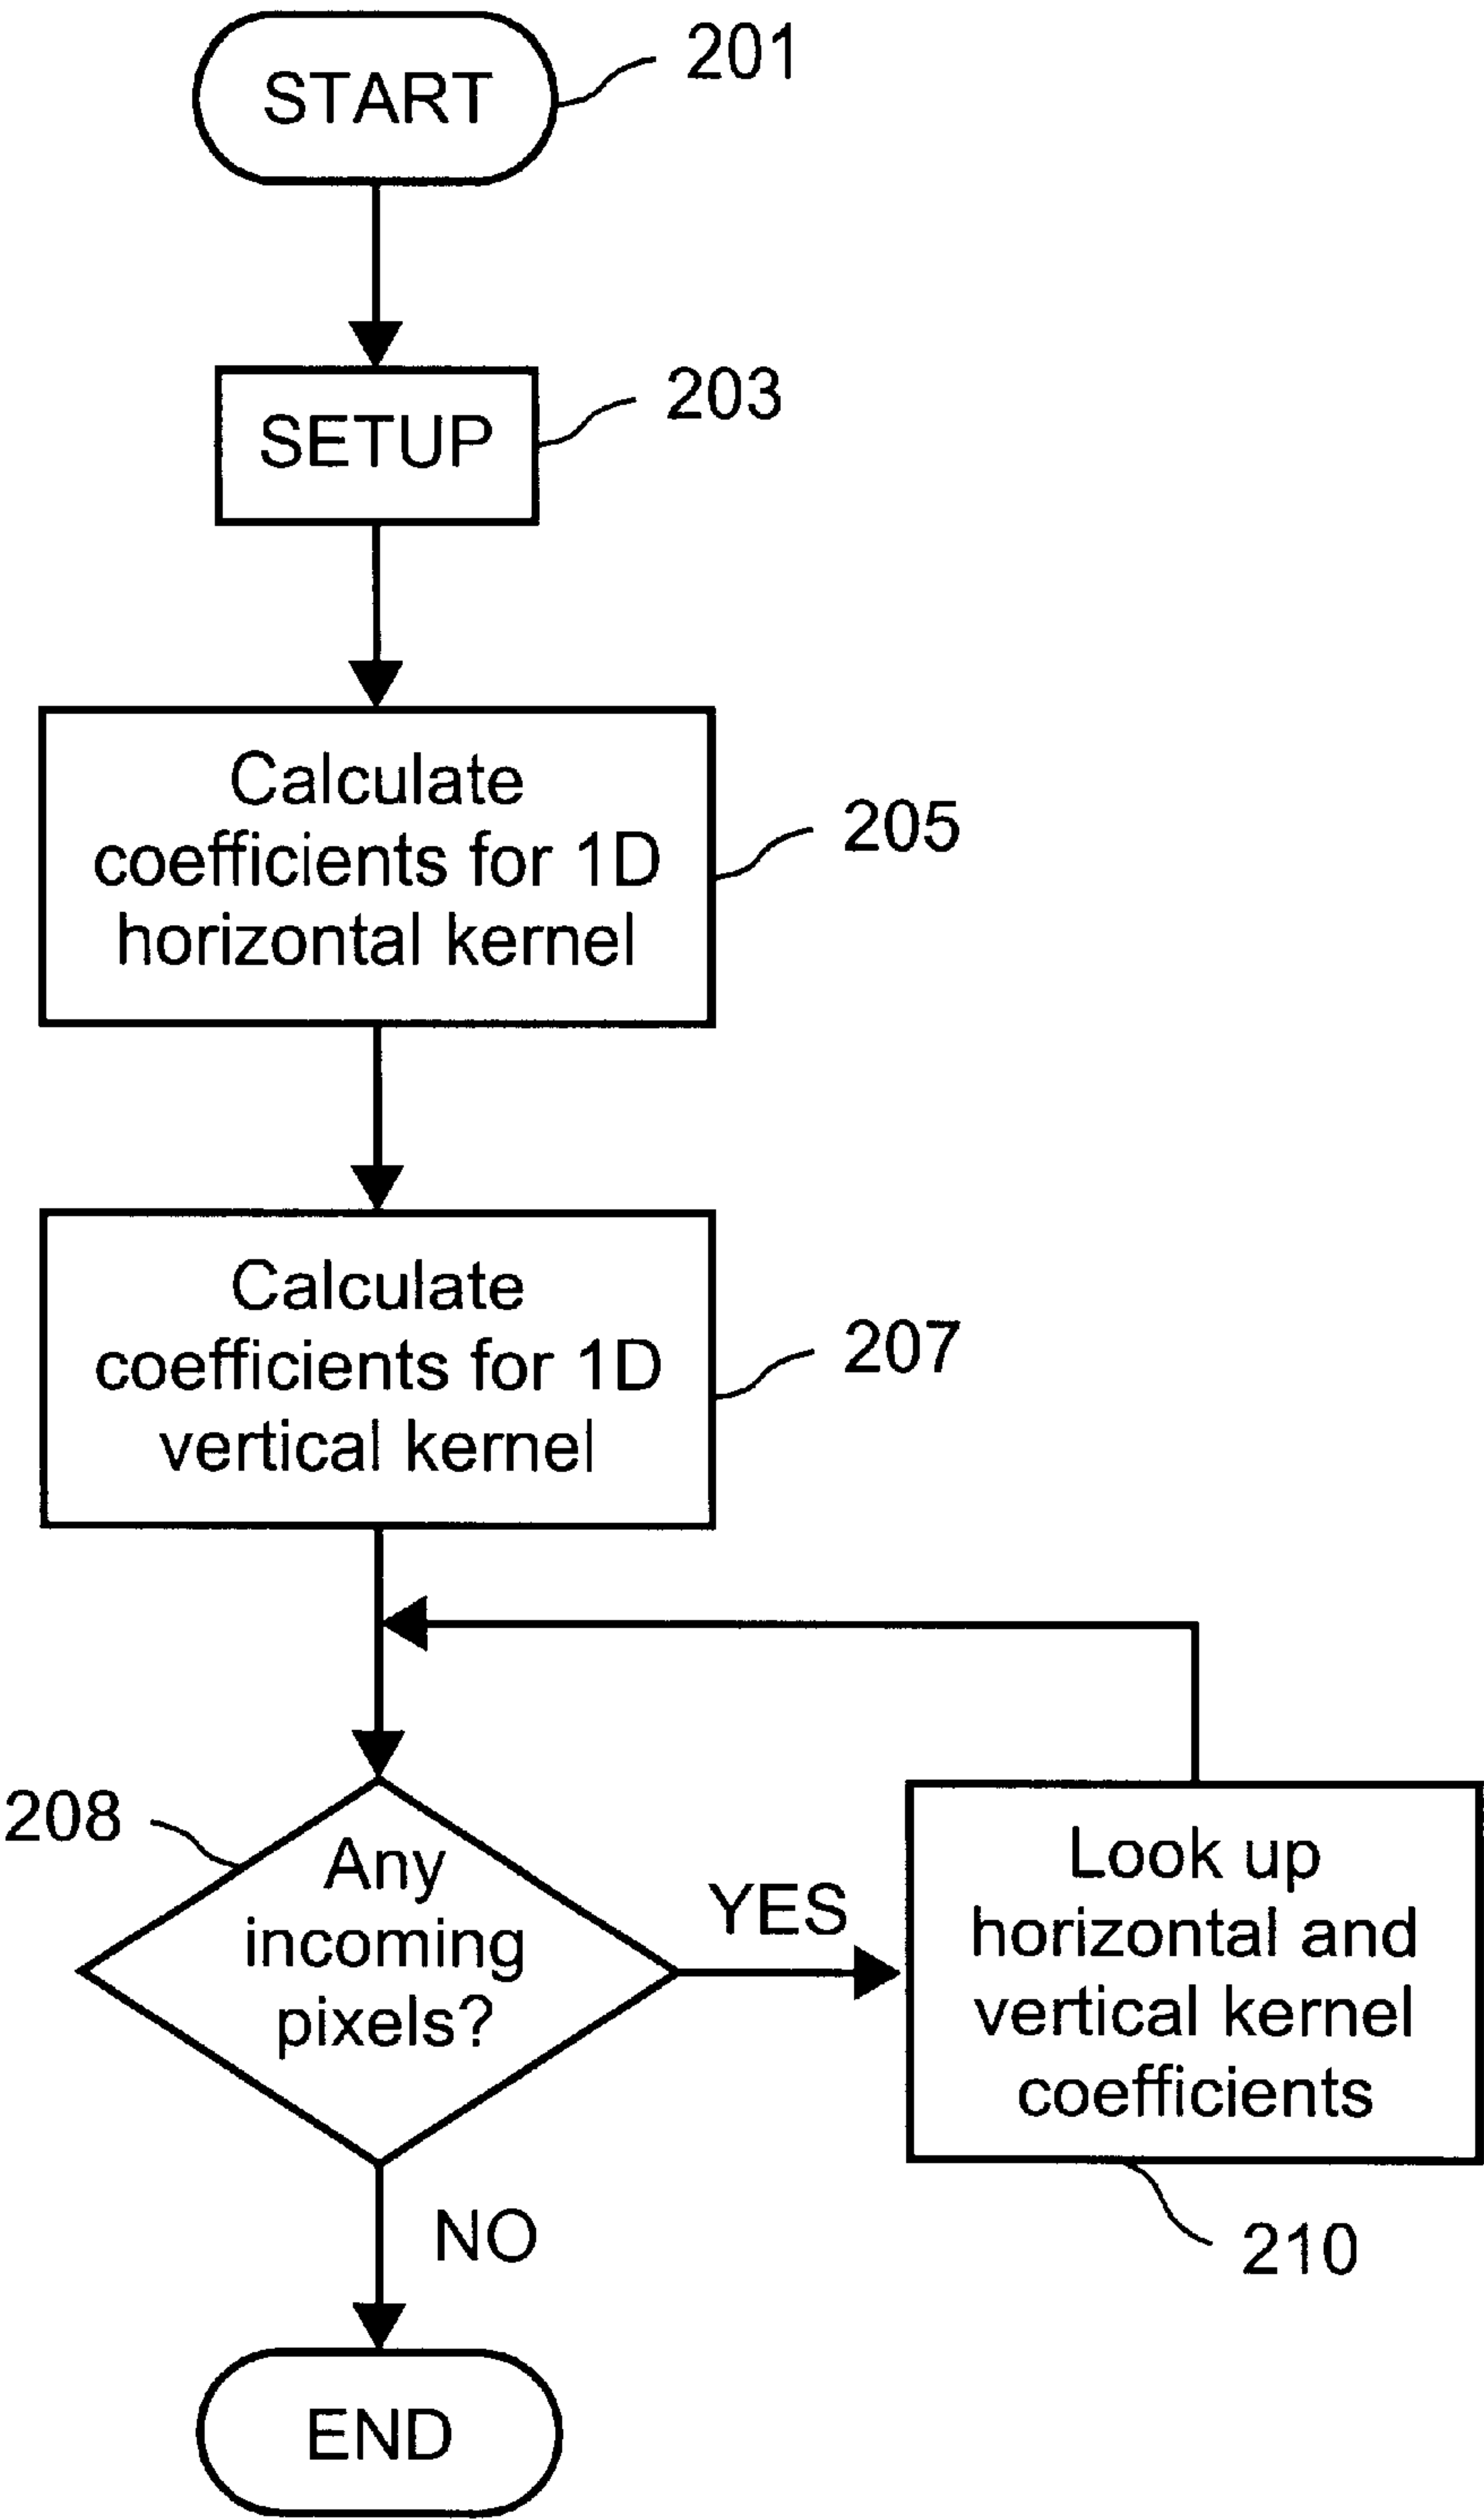 START
201
SETUP
203
Calculate
coefficients for 1D
horizontal kernel
205
Calculate
coefficients for 1D
vertical kernel
207
208
Any
incoming
pixels?
YES
Look up
horizontal and
vertical kernel
coefficients
210
NO
END